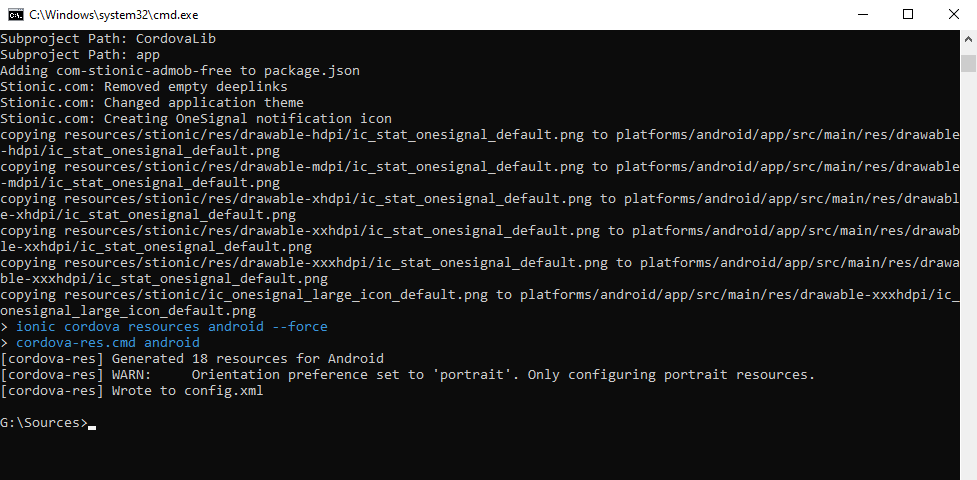 C:\Windows\system32\cmd.exe
Subproject Path: CordovaLib
Subproject Path: app
Adding com-stionic-admob-free to package.json
Stionic.com: Removed empty deeplinks
Stionic.com: Changed application theme
Stionic.com: Creating OneSignal notification icon
copying resources/stionic/res/drawable-hdpi/ic_stat_onesignal_default.png to platforms/android/app/src/main/res/drawable
-hdpi/ic_stat_onesignal_default.png
copying resources/stionic/res/drawable-mdpi/ic_stat_onesignal_default.png to platforms/android/app/src/main/res/drawable
-mdpi/ic_stat_onesignal_default.png
copying resources/stionic/res/drawable-xhdpi/ic_stat_onesignal_default.png to platforms/android/app/src/main/res/drawabl
e-xhdpi/ic_stat_onesignal_default.png
copying resources/stionic/res/drawable-xxhdpi/ic_stat_onesignal_default.png to platforms/android/app/src/main/res/drawab
le-xxhdpi/ic_stat_onesignal_default.png
copying resources/stionic/res/drawable-xxxhdpi/ic_stat_onesignal_default.png to platforms/android/app/src/main/res/drawa
ble-xxxhdpi/ic_stat_onesignal_default.png
copying resources/stionic/ic_onesignal_large_icon_default.png to platforms/android/app/src/main/res/drawable-xxxhdpi/ic_
onesignal_large_icon_default.png
> ionic cordova resources android --force
> cordova-res.cmd android
[cordova-res] Generated 18 resources for Android
[cordova-res] WARN:     Orientation preference set to 'portrait'. Only configuring portrait resources.
[cordova-res] Wrote to config.xml
G:\Sources>